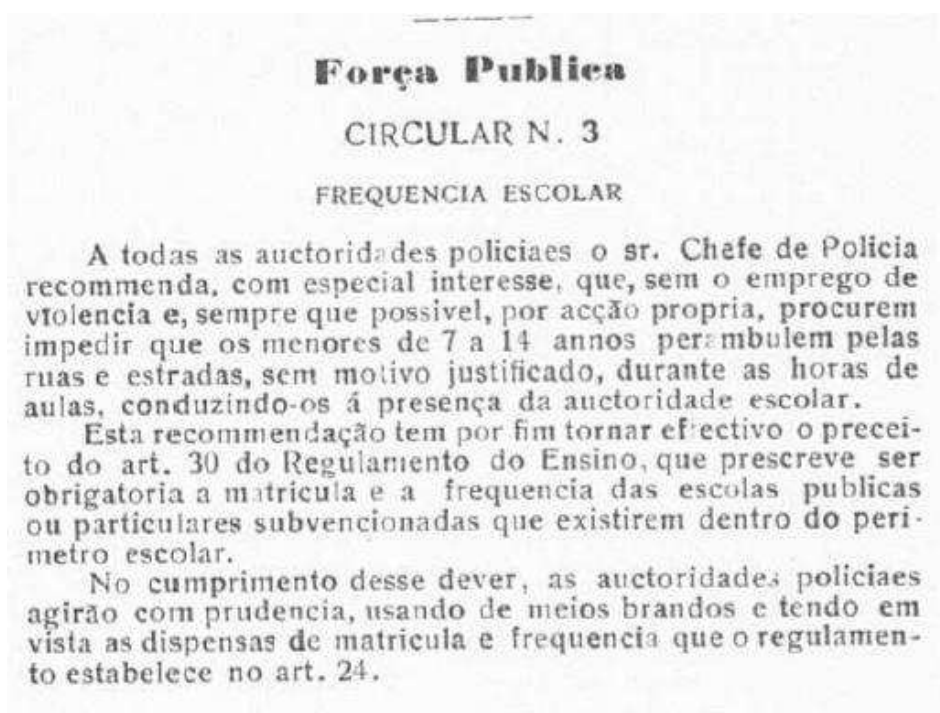 Força Publica
CIRCULAR N. 3
FREQUENCIA ESCOLAR
A todas as auctoridades policiaes o sr. Chefe de Policia
recommenda, com especial interesse, que, sem o emprego de
violencia e, sempre que possivel, por acção propria, procurem
impedir que os menores de 7 a 14 annos perambulem pelas
ruas e estradas, sem motivo justificado, durante as horas de
aulas, conduzindo-os á presença da auctoridade escolar.
Esta recommendação tem por fim tornar effectivo o precei-
to do art. 30 do Regulamento do Ensino, que prescreve ser
obrigatoria a matricula e a frequencia das escolas publicas
ou particulares subvencionadas que existirem dentro do peri-
metro escolar.
No cumprimento desse dever, as auctoridades policiaes
agirão com prudencia, usando de meios brandos e tendo em
vista as dispensas de matricula e frequencia que o regulamen-
to estabelece no art. 24.